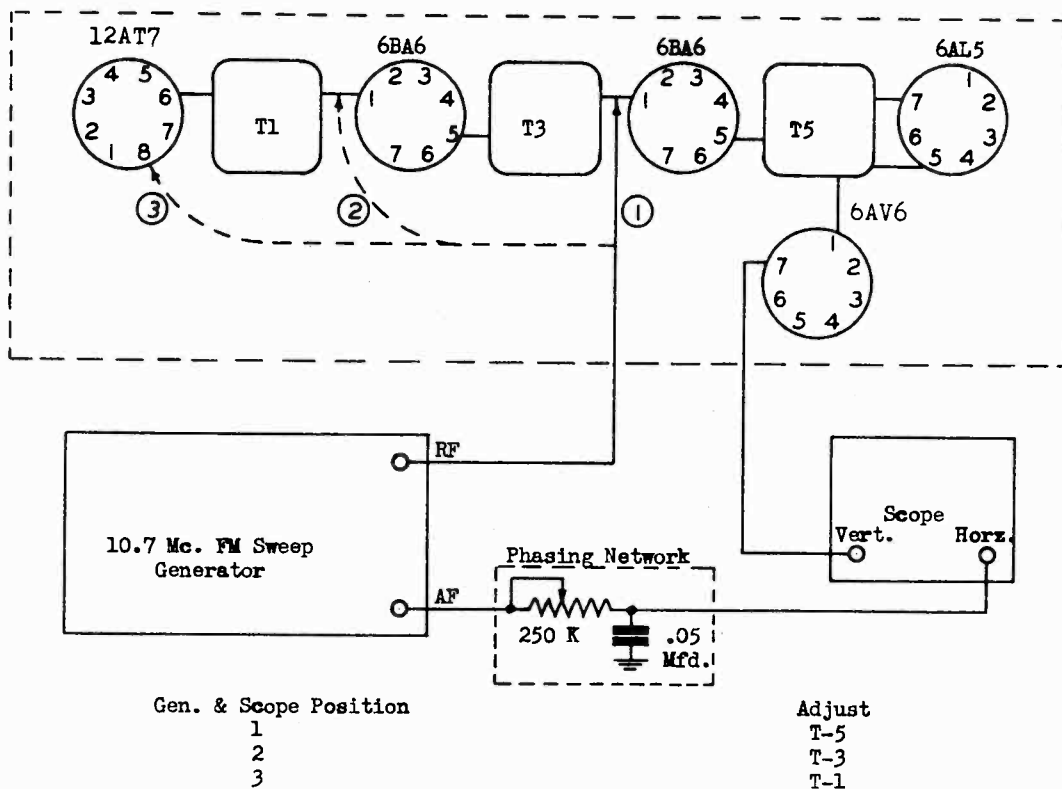 12AT7
6BA6
6BA6
6AL5
4 5
3 6
2 7
1 8
T1
2 3
1 4
5
7 6
T3
2 3
1 4
5
7 6
T5
1
7 2
6 3
5 4
3
2
1
6AV6
1
7 2
6 3
5 4
RF
10.7 Mc. FM Sweep
Generator
AF
Phasing Network
250 K
.05
Mfd.
Scope
Vert. Horz.
Gen. & Scope Position
1
2
3
Adjust
T-5
T-3
T-1